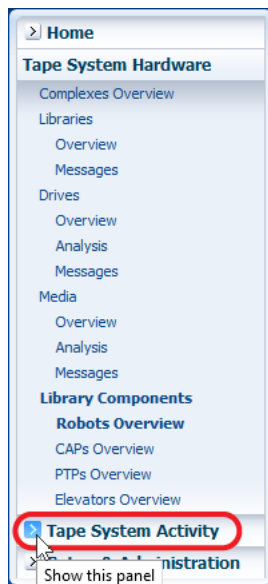 Home
Tape System Hardware
Complexes Overview
Libraries
Overview
Messages
Drives
Overview
Analysis
Messages
Media
Overview
Analysis
Messages
Library Components
Robots Overview
CAPs Overview
PTPs Overview
Elevators Overview
Tape System Activity
& Administration
Show this panel